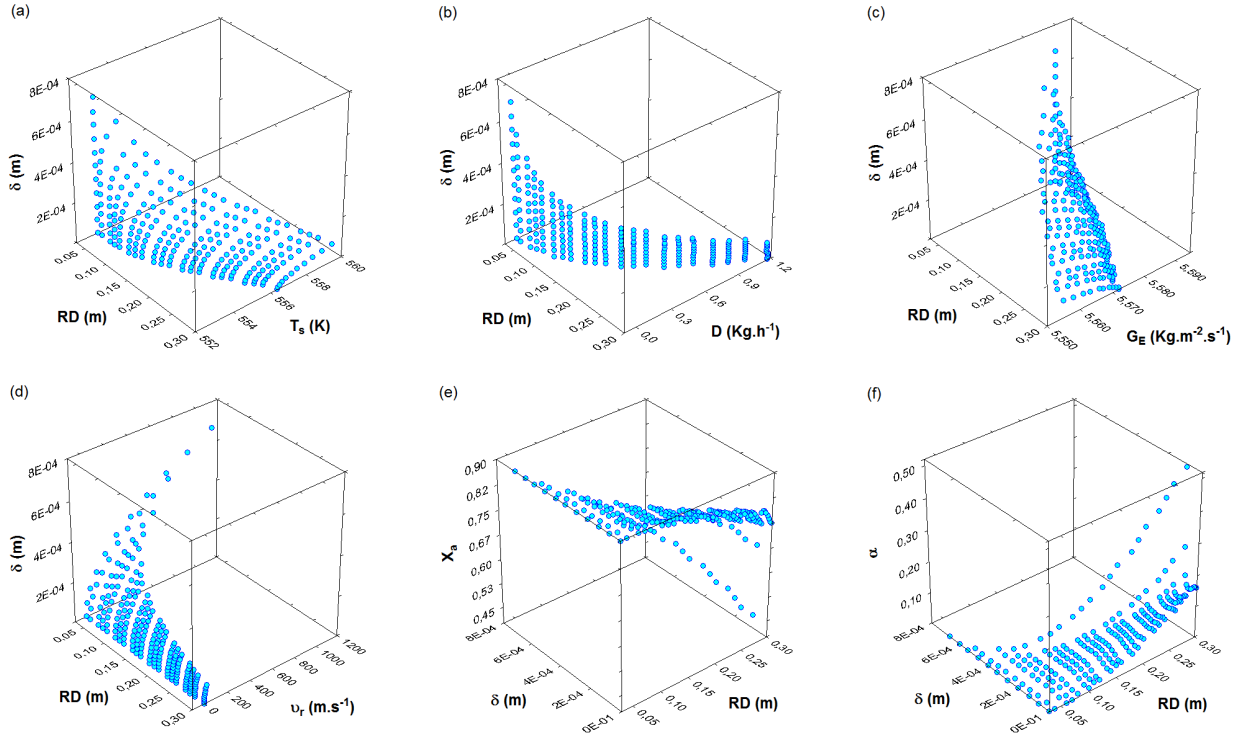 (a)
8E-04
6E-04
4E-04
2E-04
δ (m)
0.05
0,10
0,15
0,20
0,25
0,30
RD (m)
552
554
556
558
560
Tₛ (K)
(b)
8E-04
6E-04
4E-04
2E-04
δ (m)
0.05
0,10
0,15
0,20
0,25
0,30
RD (m)
0,0
0,3
0,6
0,9
1,2
D (Kg.h⁻¹)
(c)
8E-04
6E-04
4E-04
2E-04
δ (m)
0,05
0,10
0,15
0,20
0,25
0,30
RD (m)
5,550
5,560
5,570
5,580
5,590
G_E (Kg.m⁻².s⁻¹)
(d)
8E-04
6E-04
4E-04
2E-04
δ (m)
0.05
0,10
0,15
0,20
0,25
0,30
RD (m)
0
200
400
600
800
1000
1200
υᵣ (m.s⁻¹)
(e)
0,90
0,82
0,75
0,67
0,60
0,53
0,45
Xₐ
8E-04
6E-04
4E-04
2E-04
0E-01
δ (m)
0,05
0,10
0,15
0,20
0,25
0,30
RD (m)
(f)
0,50
0,40
0,30
0,20
0,10
α
8E-04
6E-04
4E-04
2E-04
0E-01
δ (m)
0,05
0,10
0,15
0,20
0,25
0,30
RD (m)